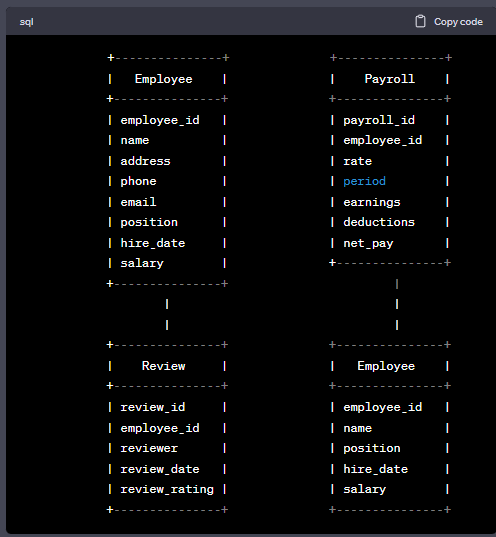 sql Copy code
+---------------+ +---------------+
| Employee | | Payroll |
+---------------+ +---------------+
| employee_id | | payroll_id |
| name | | employee_id |
| address | | rate |
| phone | | period |
| email | | earnings |
| position | | deductions |
| hire_date | | net_pay |
| salary | +---------------+
+---------------+ |
| |
| |
+---------------+ +---------------+
| Review | | Employee |
+---------------+ +---------------+
| review_id | | employee_id |
| employee_id | | name |
| reviewer | | position |
| review_date | | hire_date |
| review_rating | | salary |
+---------------+ +---------------+